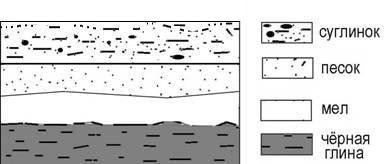 суглинок
песок
мел
чёрная
глина